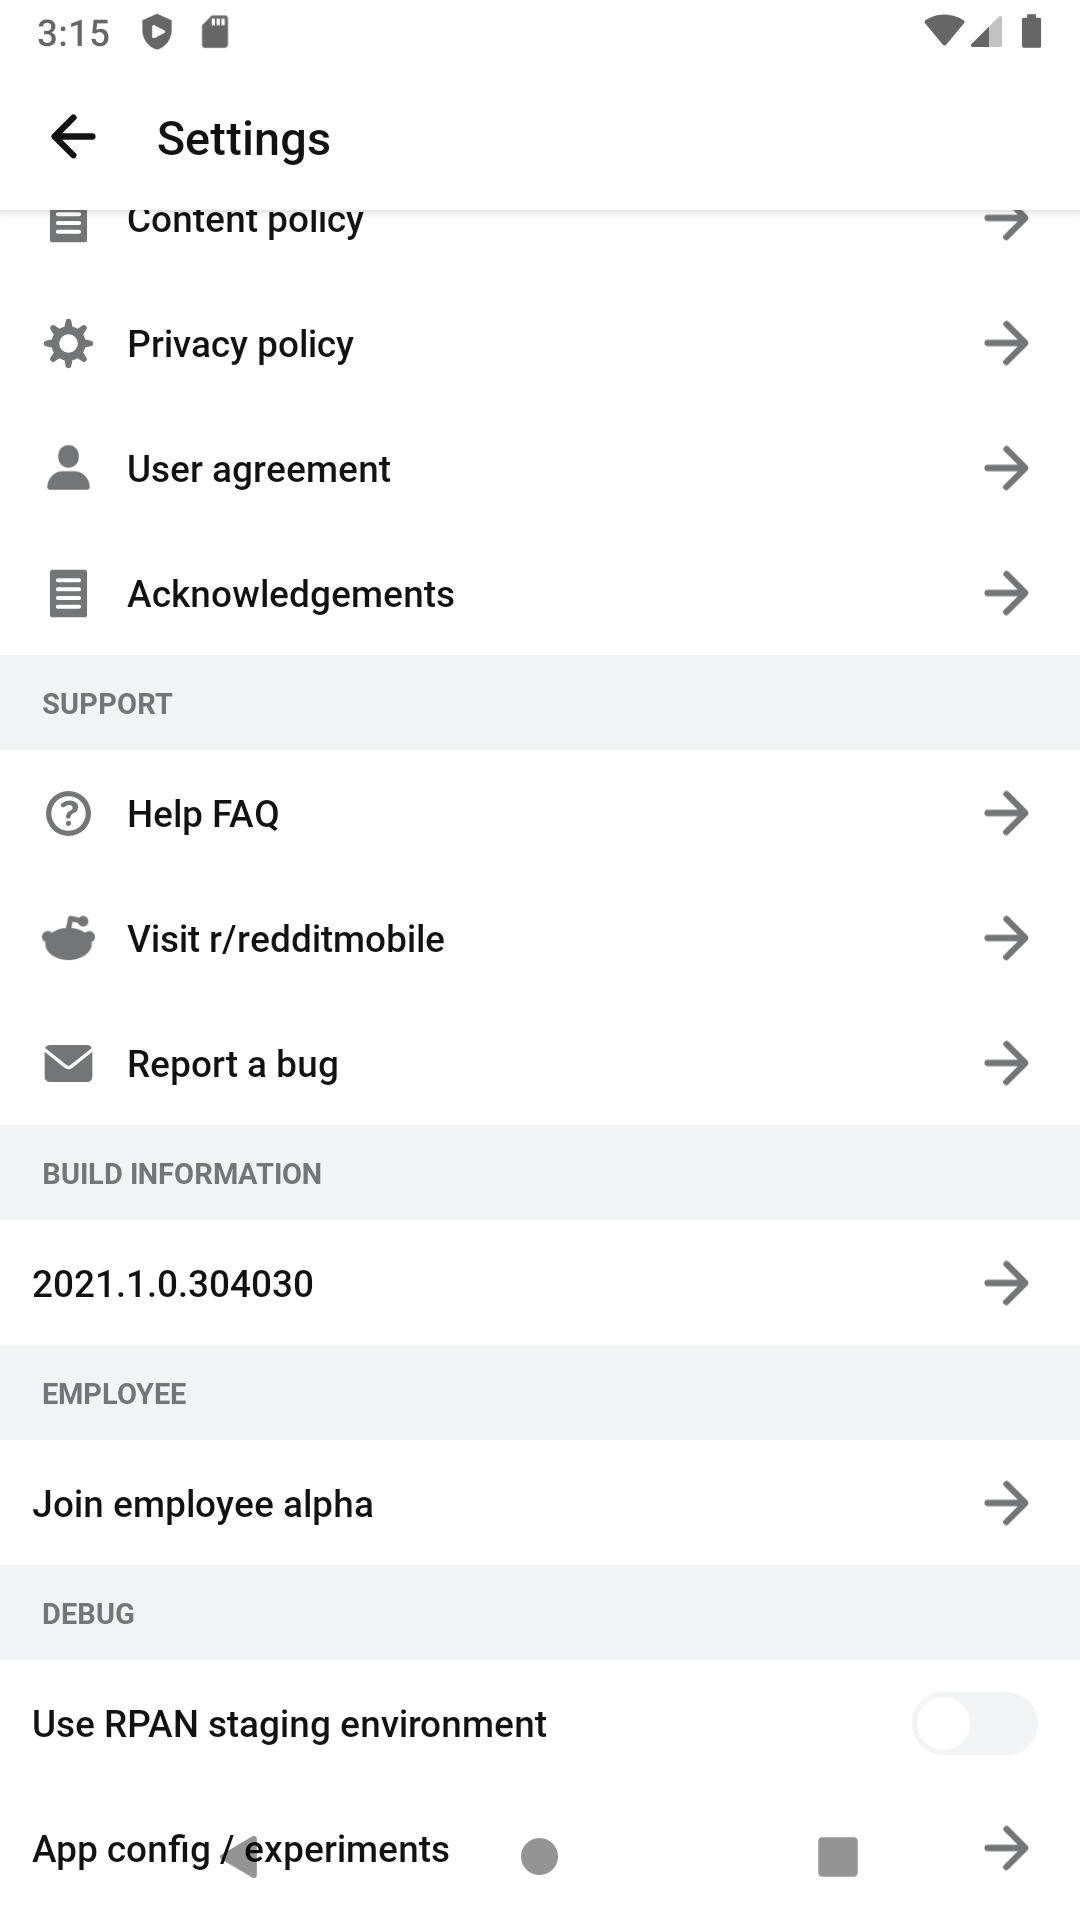 3:15
Settings
Content policy
Privacy policy
User agreement
Acknowledgements
SUPPORT
Help FAQ
Visit r/redditmobile
Report a bug
BUILD INFORMATION
2021.1.0.304030
EMPLOYEE
Join employee alpha
DEBUG
Use RPAN staging environment
App config / experiments